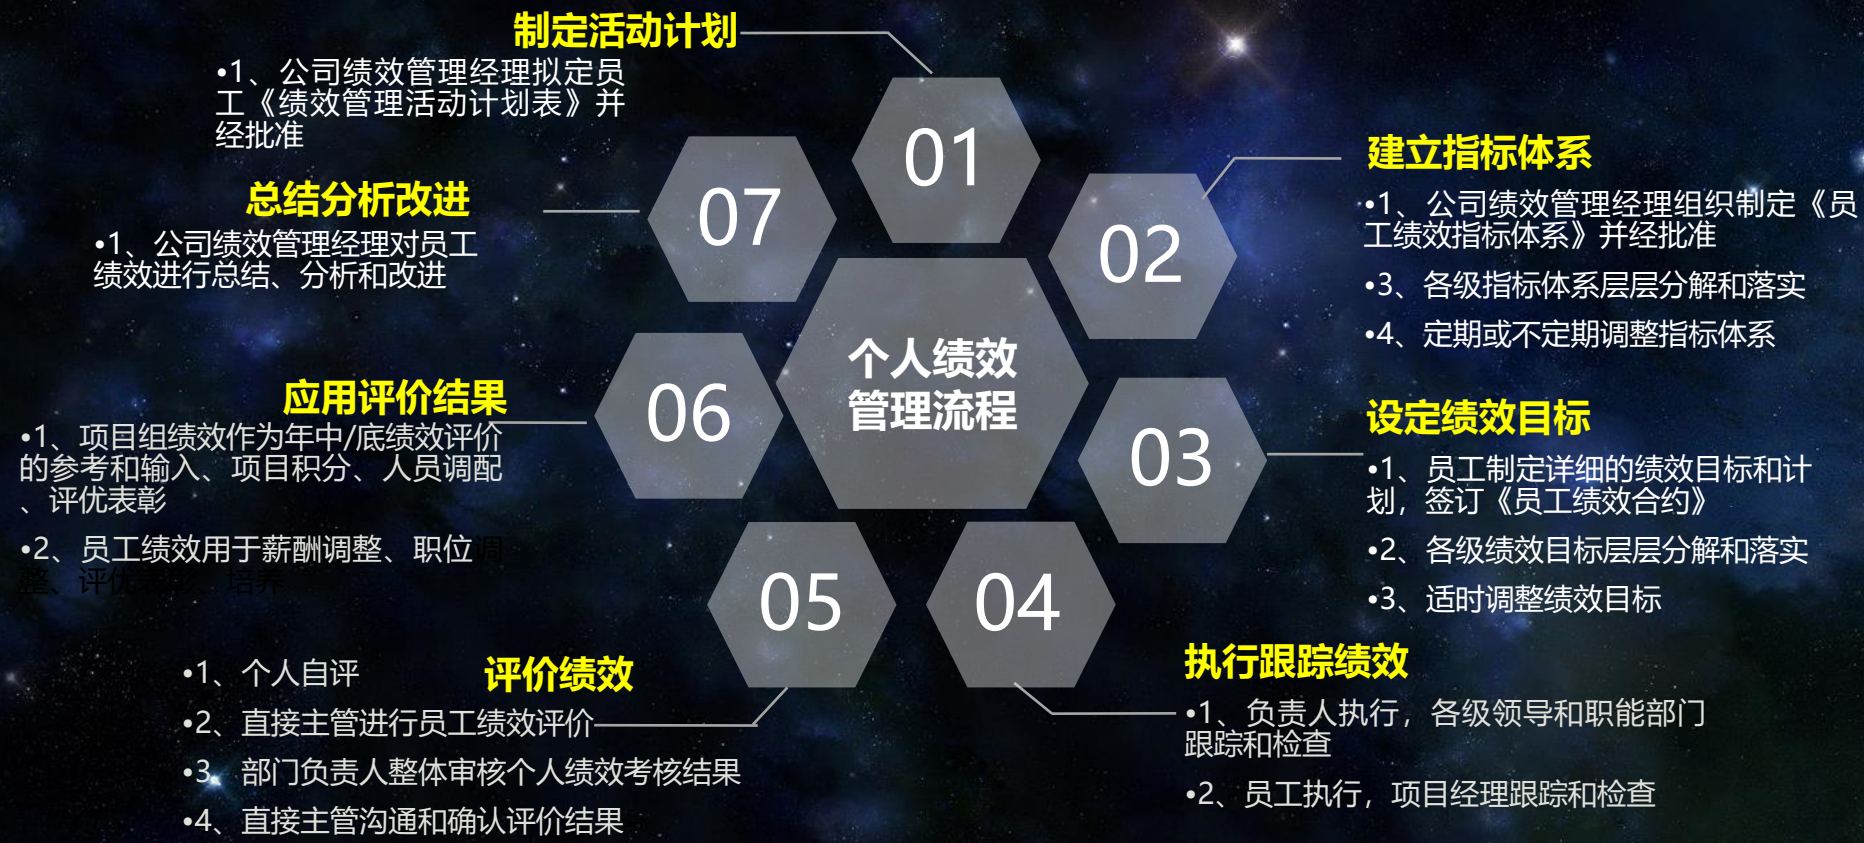 制定活动计划
•1、公司绩效管理经理拟定员
工《绩效管理活动计划表》并
经批准
01
建立指标体系
•1、公司绩效管理经理组织制定《员
工绩效指标体系》并经批准
•3、各级指标体系层层分解和落实
•4、定期或不定期调整指标体系
02
设定绩效目标
•1、员工制定详细的绩效目标和计
划，签订《员工绩效合约》
•2、各级绩效目标层层分解和落实
•3、适时调整绩效目标
03
执行跟踪绩效
•1、负责人执行，各级领导和职能部门
跟踪和检查
•2、员工执行，项目经理跟踪和检查
04
评价绩效
•1、个人自评
•2、直接主管进行员工绩效评价
•3、部门负责人整体审核个人绩效考核结果
•4、直接主管沟通和确认评价结果
05
应用评价结果
•1、项目组绩效作为年中/底绩效评价
的参考和输入、项目积分、人员调配
、评优表彰
•2、员工绩效用于薪酬调整、职位调
整、评优表彰、培养
06
总结分析改进
•1、公司绩效管理经理对员工
绩效进行总结、分析和改进
07
个人绩效
管理流程